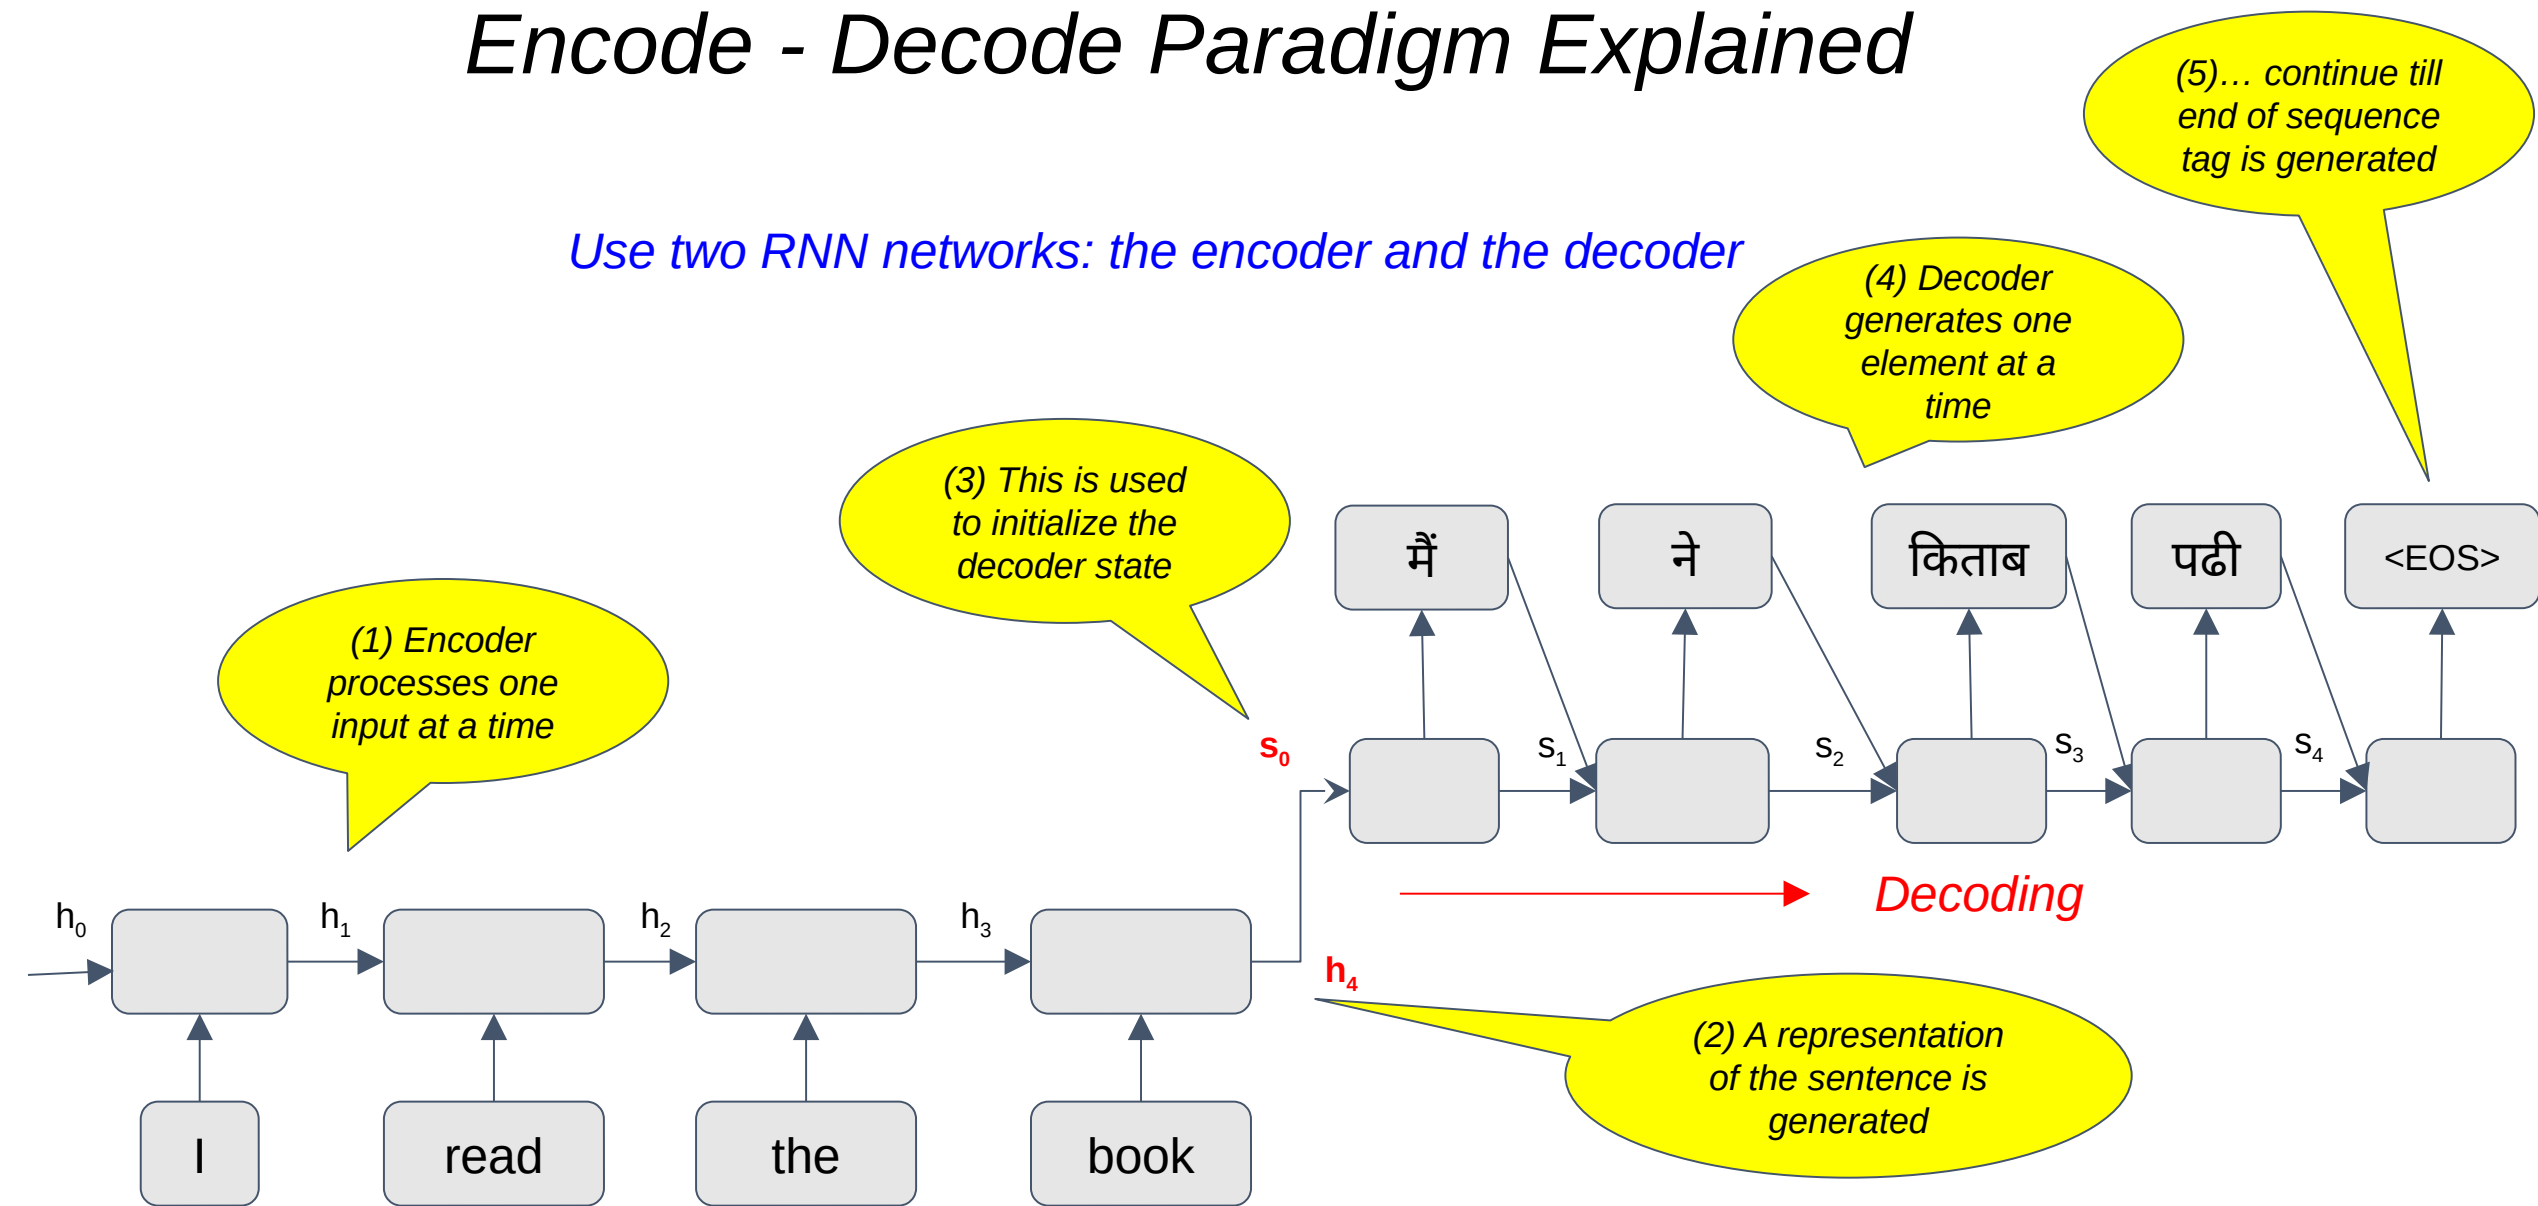 Encode - Decode Paradigm Explained
(5)… continue till
end of sequence
tag is generated
Use two RNN networks: the encoder and the decoder
(4) Decoder
generates one
element at a
time
(3) This is used
to initialize the
decoder state
मैं ने किताब पढी <EOS>
(1) Encoder
processes one
input at a time
s0 s1 s2 s3 s4
Decoding
h0 h1 h2 h3
h4
(2) A representation
of the sentence is
generated
I read the book